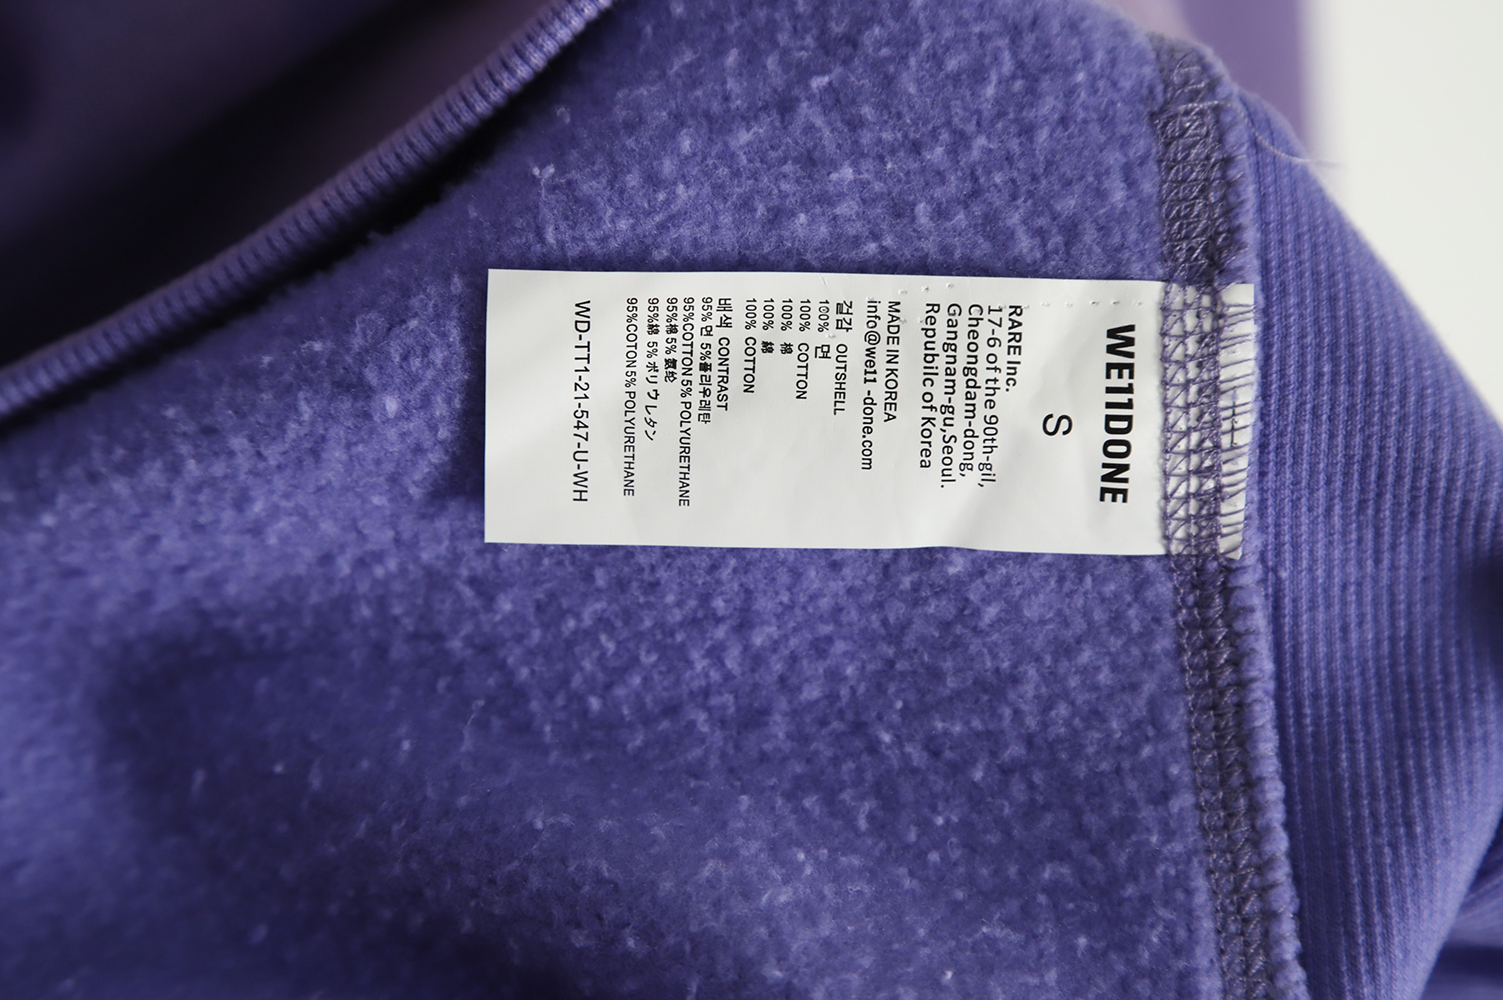 WE11DONE
S
RARE Inc.
17-6 of the 90th-gil,
Cheongdam-dong,
Gangnam-gu,Seoul.
Repubilc of Korea
MADE IN KOREA
info@we11 -done.com
겉감 OUTSHELL
100% 면
100% COTTON
100% 棉
100% 綿
100% COTTON
배색 CONTRAST
95% 면 5%폴리우레탄
95%COTTON 5% POLYURETHANE
95%棉 5% 氨纶
95%綿 5% ポリウレタン
95%COTON 5% POLYURETHANE
WD-TT1-21-547-U-WH